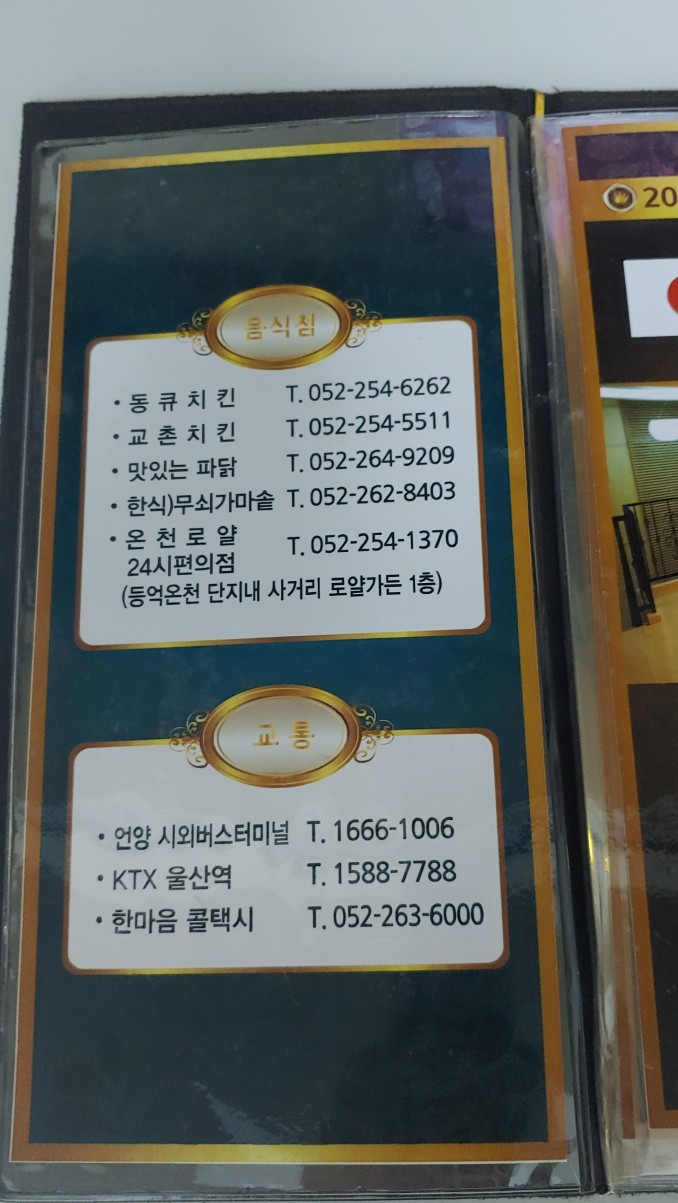 음·식점
· 동큐치킨 T. 052-254-6262
· 교촌치킨 T. 052-254-5511
· 맛있는 파닭 T. 052-264-9209
· 한식)무쇠가마솥 T. 052-262-8403
· 온천로얄 T. 052-254-1370
24시편의점
(등억온천 단지내 사거리 로얄가든 1층)
교통
· 언양 시외버스터미널 T. 1666-1006
· KTX 울산역 T. 1588-7788
· 한마음 콜택시 T. 052-263-6000
20